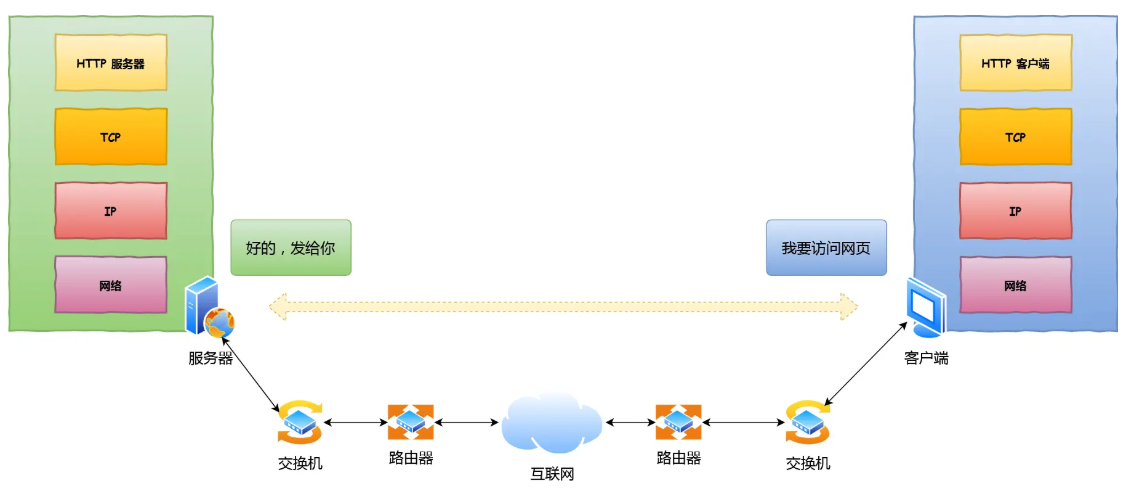 HTTP 服务器
HTTP 客户端
TCP
TCP
IP
IP
好的，发给你
我要访问网页
网络
网络
服务器
客户端
交换机
路由器
互联网
路由器
交换机